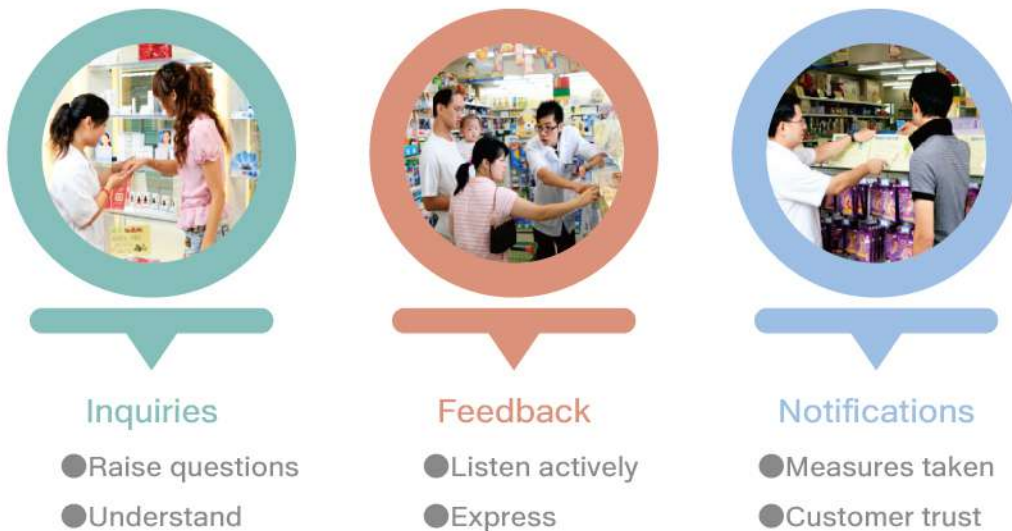 Inquiries
●Raise questions
●Understand
Feedback
●Listen actively
●Express
Notifications
●Measures taken
●Customer trust